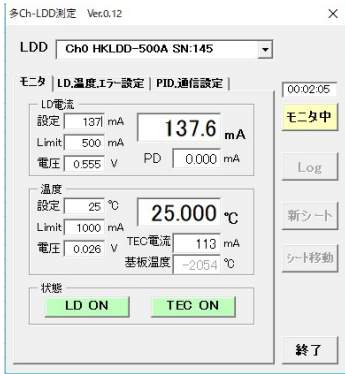 多Ch-LDD測定 Ver.0.12
LDD Ch0 HKLDD-500A SN:145
モニタ LD,温度,エラー設定 PID,通信設定
00:02:05
LD電流
設定 137 mA
137.6 mA
Limit 500 mA
電圧 0.555 V
PD 0.000 mA
モニタ中
Log
温度
設定 25 ℃
25.000 ℃
Limit 1000 mA
電圧 0.026 V
TEC電流 113 mA
基板温度 -2054 ℃
新シート
シート移動
状態
LD ON TEC ON
終了